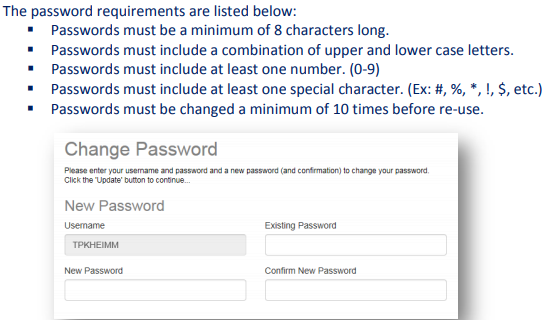 The password requirements are listed below:
▪ Passwords must be a minimum of 8 characters long.
▪ Passwords must include a combination of upper and lower case letters.
▪ Passwords must include at least one number. (0-9)
▪ Passwords must include at least one special character. (Ex: #, %, *, !, $, etc.)
▪ Passwords must be changed a minimum of 10 times before re-use.
Change Password
Please enter your username and password and a new password (and confirmation) to change your password.
Click the 'Update' button to continue...
New Password
Username Existing Password
TPKHEIMM
New Password Confirm New Password